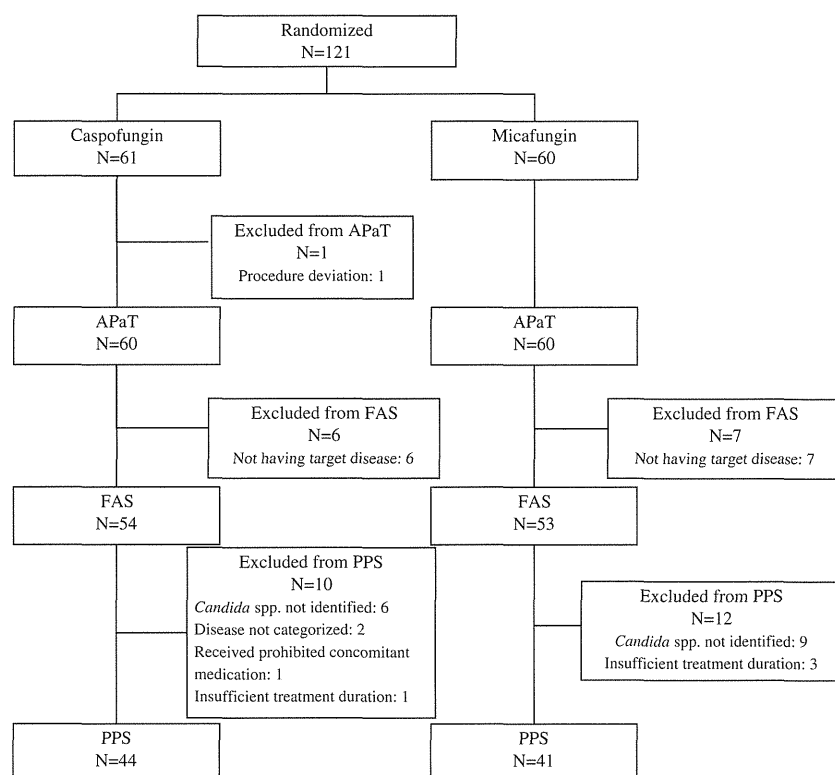 Randomized
N=121
Caspofungin
N=61
Micafungin
N=60
Excluded from APaT
N=1
Procedure deviation: 1
APaT
N=60
APaT
N=60
Excluded from FAS
N=6
Not having target disease: 6
Excluded from FAS
N=7
Not having target disease: 7
FAS
N=54
FAS
N=53
Excluded from PPS
N=10
Candida spp. not identified: 6
Disease not categorized: 2
Received prohibited concomitant
medication: 1
Insufficient treatment duration: 1
Excluded from PPS
N=12
Candida spp. not identified: 9
Insufficient treatment duration: 3
PPS
N=44
PPS
N=41